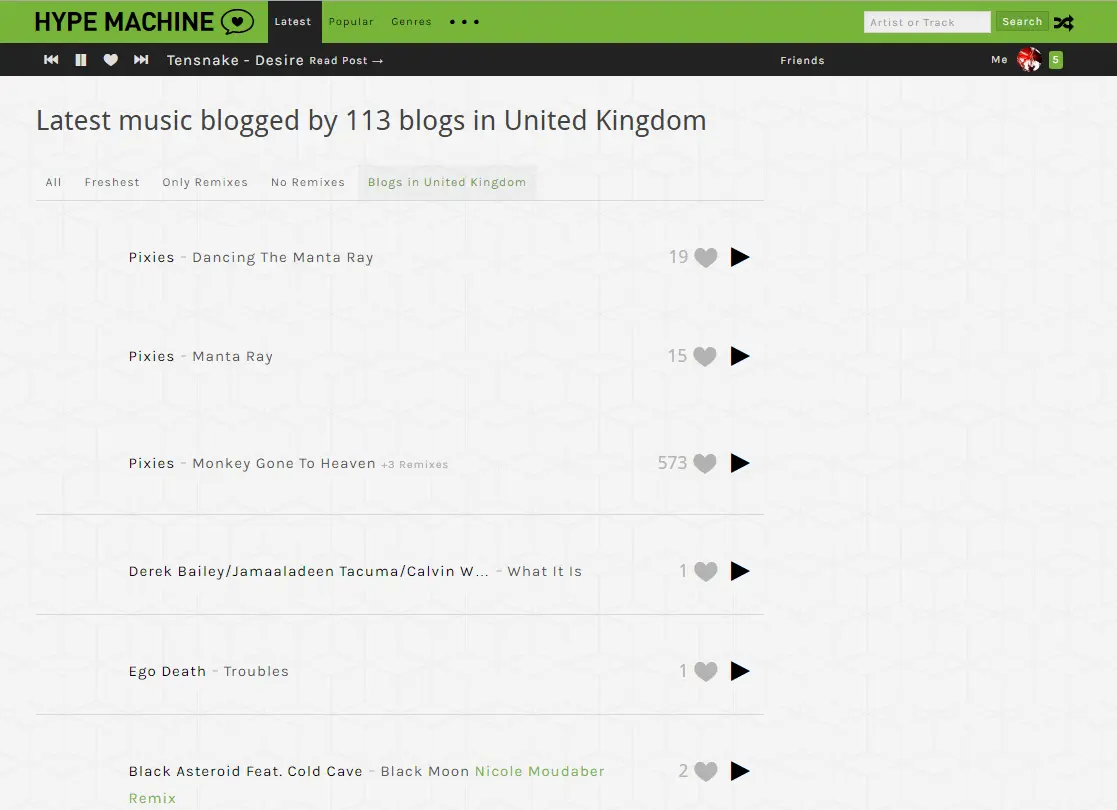 HYPE MACHINE Latest Popular Genres • • • Artist or Track Search
Tensnake - Desire Read Post → Friends Me 5
Latest music blogged by 113 blogs in United Kingdom
All Freshest Only Remixes No Remixes Blogs in United Kingdom
Pixies - Dancing The Manta Ray 19
Pixies - Manta Ray 15
Pixies - Monkey Gone To Heaven +3 Remixes 573
Derek Bailey/Jamaaladeen Tacuma/Calvin W... - What It Is 1
Ego Death - Troubles 1
Black Asteroid Feat. Cold Cave - Black Moon Nicole Moudaber 2
Remix